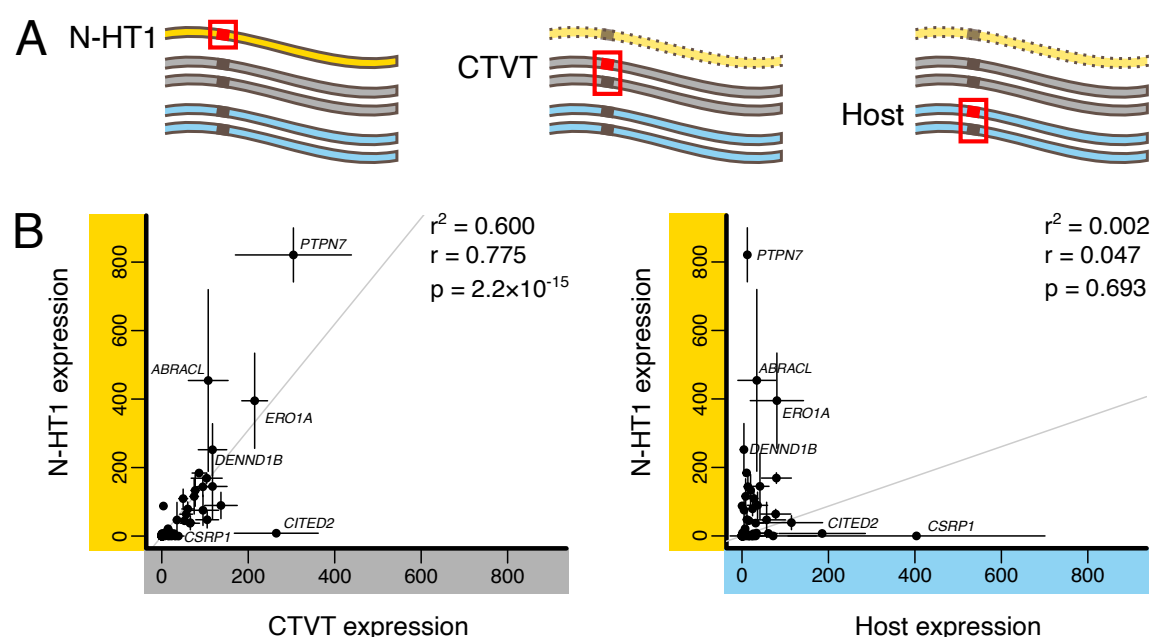 A
N-HT1
CTVT
Host
B
N-HT1 expression
0
200
400
600
800
PTPN7
ABRACL
ERO1A
DENND1B
CITED2
CSRP1
r² = 0.600
r = 0.775
p = 2.2×10⁻¹⁵
0 200 400 600 800
CTVT expression
N-HT1 expression
0
200
400
600
800
PTPN7
ABRACL
ERO1A
DENND1B
CITED2
CSRP1
r² = 0.002
r = 0.047
p = 0.693
0 200 400 600 800
Host expression